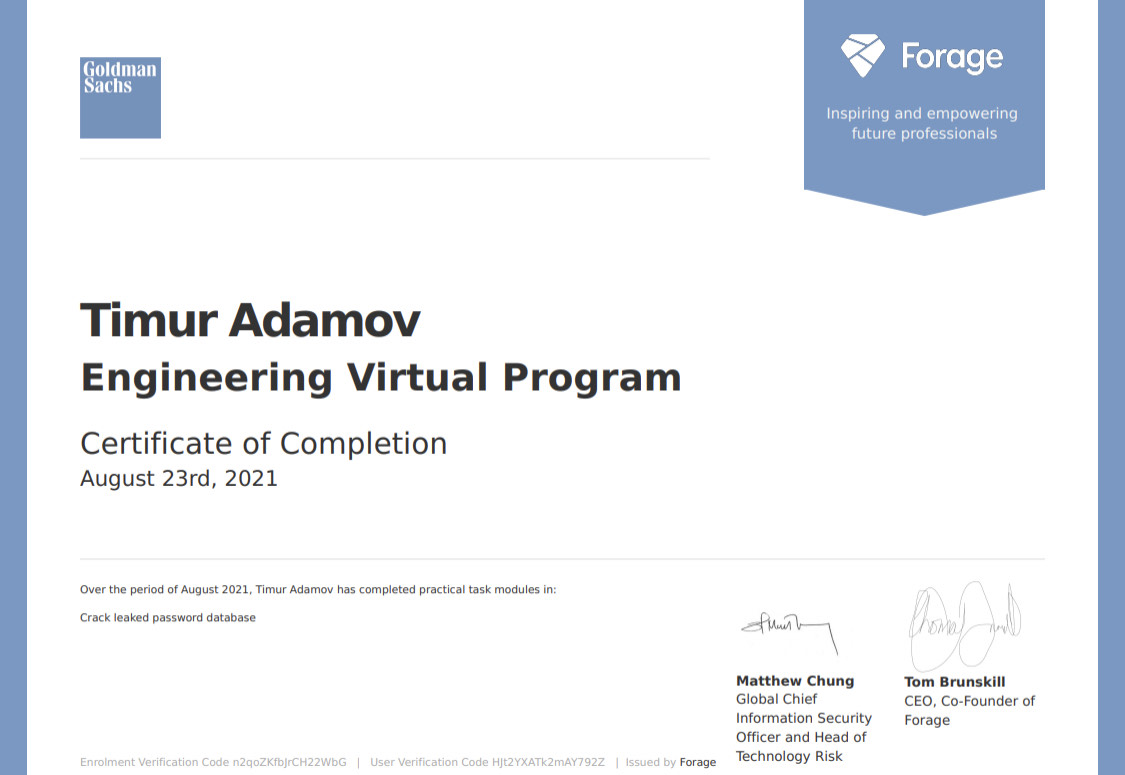 Goldman
Sachs
Forage
Inspiring and empowering
future professionals
Timur Adamov
Engineering Virtual Program
Certificate of Completion
August 23rd, 2021
Over the period of August 2021, Timur Adamov has completed practical task modules in:
Crack leaked password database
Matthew Chung
Global Chief
Information Security
Officer and Head of
Technology Risk
Tom Brunskill
CEO, Co-Founder of
Forage
Enrolment Verification Code n2qoZKfbJrCH22WbG | User Verification Code HJt2YXATk2mAY792Z | Issued by Forage